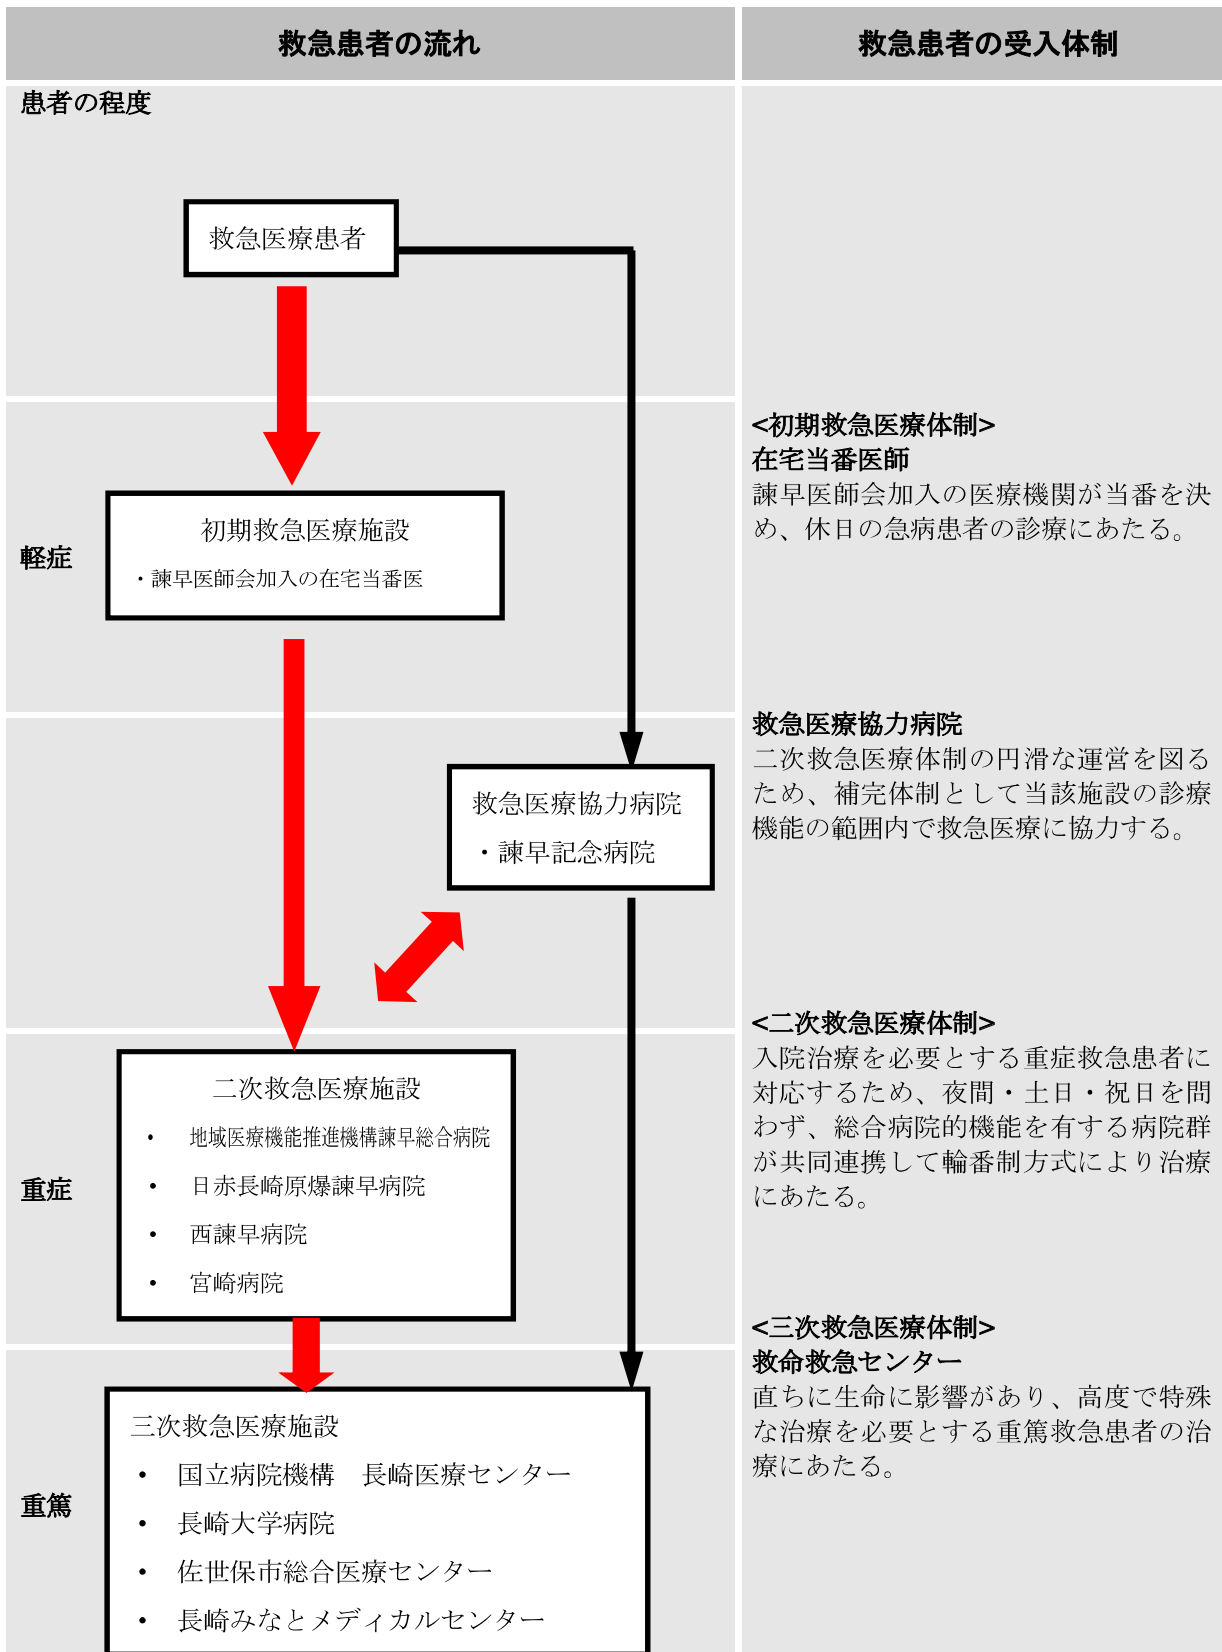 救急患者の流れ
救急患者の受入体制
患者の程度
救急医療患者
軽症
初期救急医療施設
・諫早医師会加入の在宅当番医
救急医療協力病院
・諫早記念病院
重症
二次救急医療施設
・ 地域医療機能推進機構諫早総合病院
・ 日赤長崎原爆諫早病院
・ 西諫早病院
・ 宮崎病院
重篤
三次救急医療施設
・ 国立病院機構　長崎医療センター
・ 長崎大学病院
・ 佐世保市総合医療センター
・ 長崎みなとメディカルセンター
<初期救急医療体制>
在宅当番医師
諫早医師会加入の医療機関が当番を決
め、休日の急病患者の診療にあたる。
救急医療協力病院
二次救急医療体制の円滑な運営を図る
ため、補完体制として当該施設の診療
機能の範囲内で救急医療に協力する。
<二次救急医療体制>
入院治療を必要とする重症救急患者に
対応するため、夜間・土日・祝日を問
わず、総合病院的機能を有する病院群
が共同連携して輪番制方式により治療
にあたる。
<三次救急医療体制>
救命救急センター
直ちに生命に影響があり、高度で特殊
な治療を必要とする重篤救急患者の治
療にあたる。